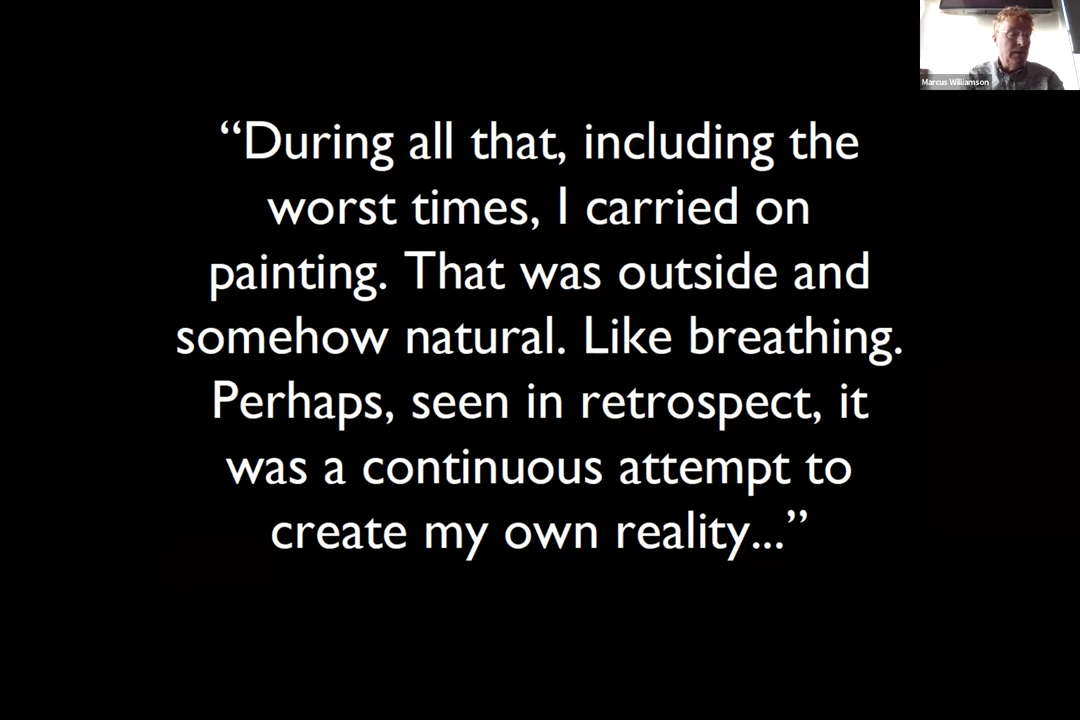 Marcus Williamson
“During all that, including the
worst times, I carried on
painting. That was outside and
somehow natural. Like breathing.
Perhaps, seen in retrospect, it
was a continuous attempt to
create my own reality...”